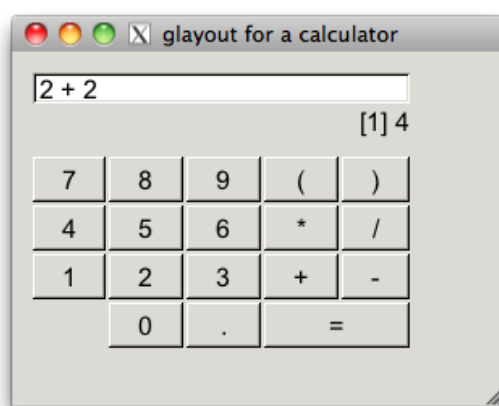 X glayout for a calculator
2 + 2
[1] 4
7 8 9 ( )
4 5 6 * /
1 2 3 + -
0 . =